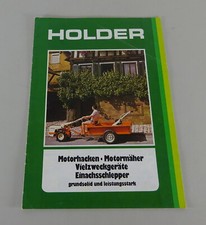 HOLDER
Motorhacken • Motormäher
Vielzweckgeräte
Einachsschlepper
grundsolid und leistungsstark